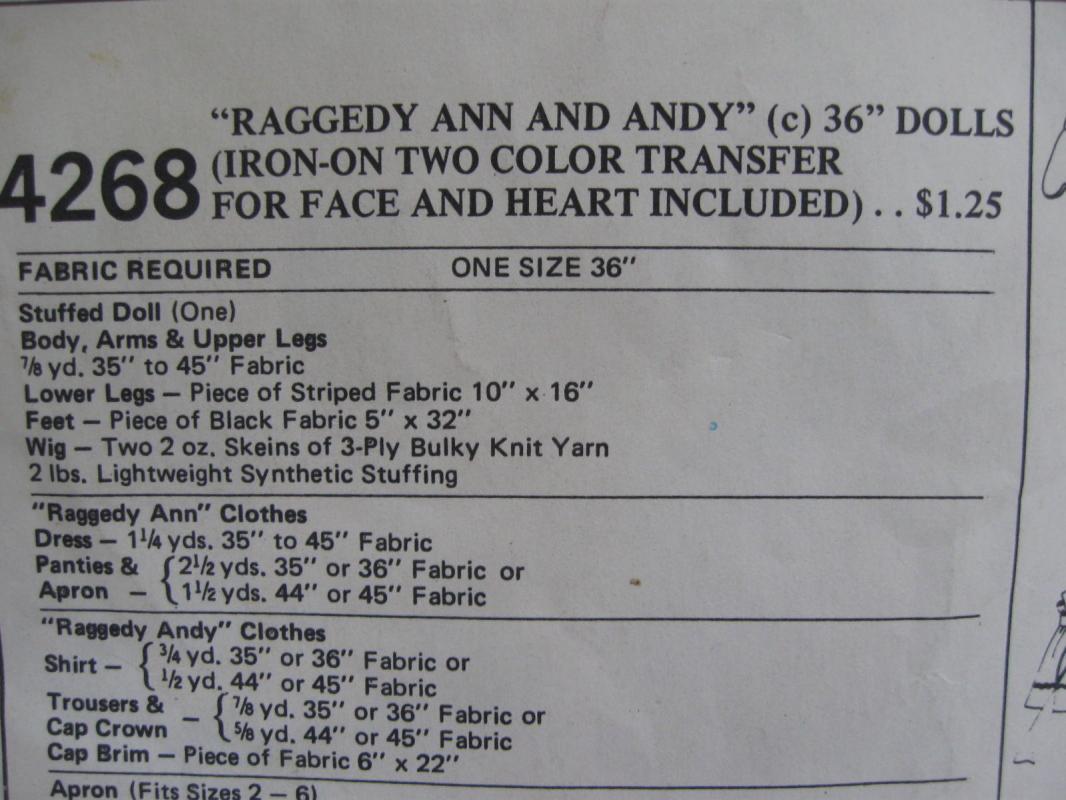 "RAGGEDY ANN AND ANDY" (c) 36" DOLLS
4268 (IRON-ON TWO COLOR TRANSFER
FOR FACE AND HEART INCLUDED) . . $1.25
FABRIC REQUIRED ONE SIZE 36"
Stuffed Doll (One)
Body, Arms & Upper Legs
⅞ yd. 35" to 45" Fabric
Lower Legs — Piece of Striped Fabric 10" x 16"
Feet — Piece of Black Fabric 5" x 32"
Wig — Two 2 oz. Skeins of 3-Ply Bulky Knit Yarn
2 lbs. Lightweight Synthetic Stuffing
"Raggedy Ann" Clothes
Dress — 1¼ yds. 35" to 45" Fabric
Panties & { 2½ yds. 35" or 36" Fabric or
Apron — 1½ yds. 44" or 45" Fabric
"Raggedy Andy" Clothes
Shirt — { ¾ yd. 35" or 36" Fabric or
½ yd. 44" or 45" Fabric
Trousers & { ⅞ yd. 35" or 36" Fabric or
Cap Crown — ⅝ yd. 44" or 45" Fabric
Cap Brim — Piece of Fabric 6" x 22"
Apron (Fits Sizes 2 — 6)